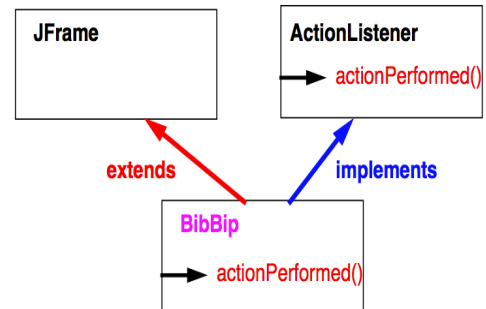 JFrame
ActionListener
actionPerformed()
extends
implements
BibBip
actionPerformed()